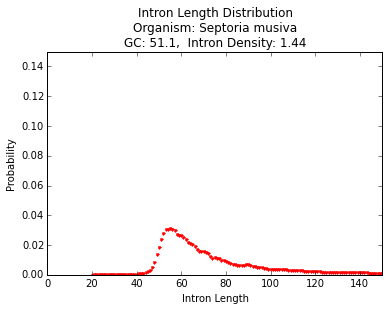 Intron Length Distribution
Organism: Septoria musiva
GC: 51.1,  Intron Density: 1.44
0.14
0.12
0.10
0.08
0.06
0.04
0.02
0.00
Probability
0 20 40 60 80 100 120 140
Intron Length